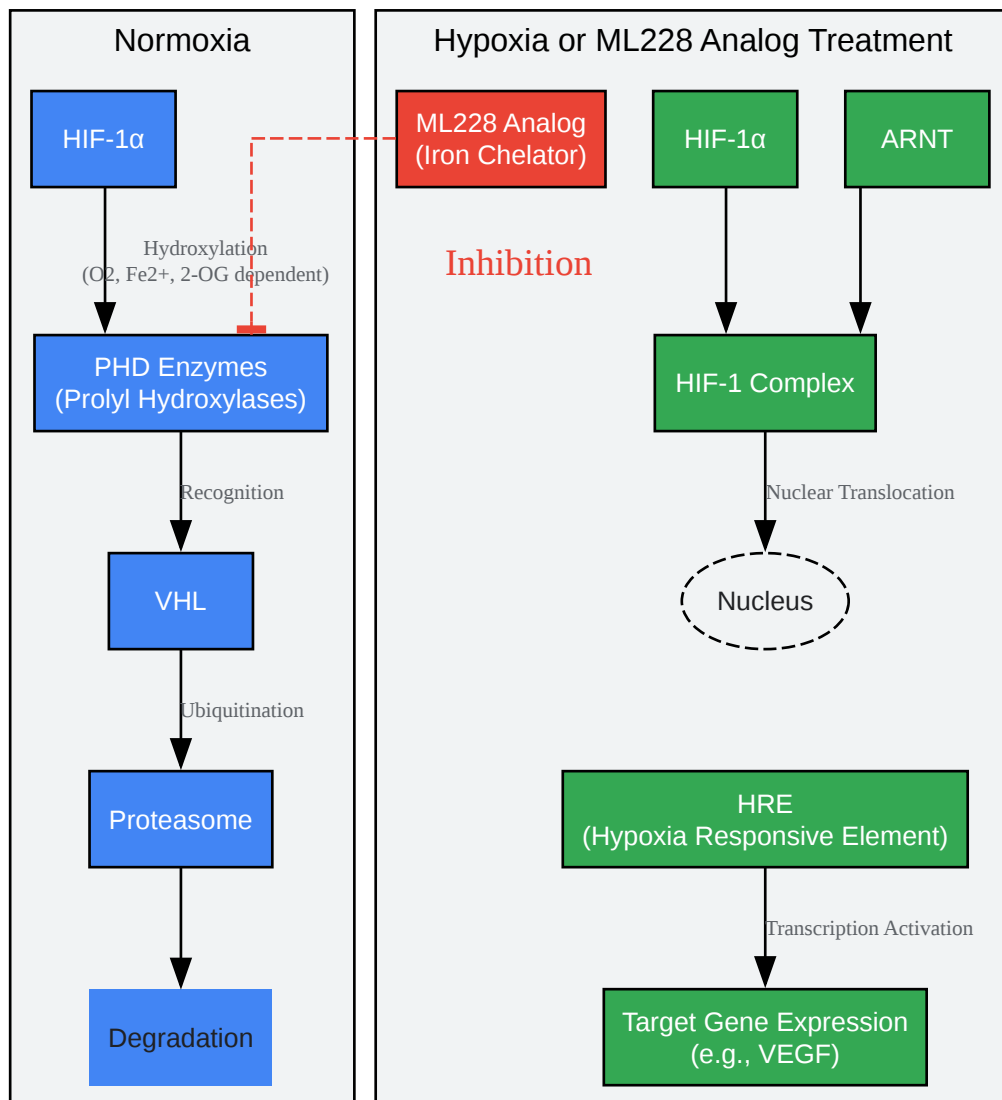 Normoxia
HIF-1α
Hydroxylation
(O2, Fe2+, 2-OG dependent)
PHD Enzymes
(Prolyl Hydroxylases)
Recognition
VHL
Ubiquitination
Proteasome
Degradation
Hypoxia or ML228 Analog Treatment
ML228 Analog
(Iron Chelator)
HIF-1α
ARNT
Inhibition
HIF-1 Complex
Nuclear Translocation
Nucleus
HRE
(Hypoxia Responsive Element)
Transcription Activation
Target Gene Expression
(e.g., VEGF)